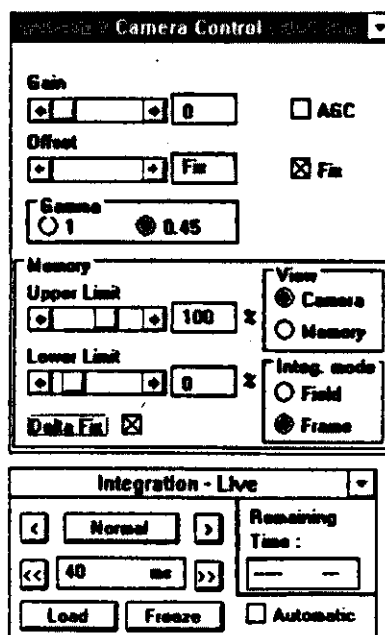 Camera Control
Gain
0
AGC
Offset
Fix
Fix
Gamma
1
0.45
Memory
Upper Limit
100 %
Lower Limit
0 %
Delta Fix
View
Camera
Memory
Integ. mode
Field
Frame
Integration - Live
< Normal >
<< 40 ms >>
Load
Freeze
Remaining
Time :
Automatic